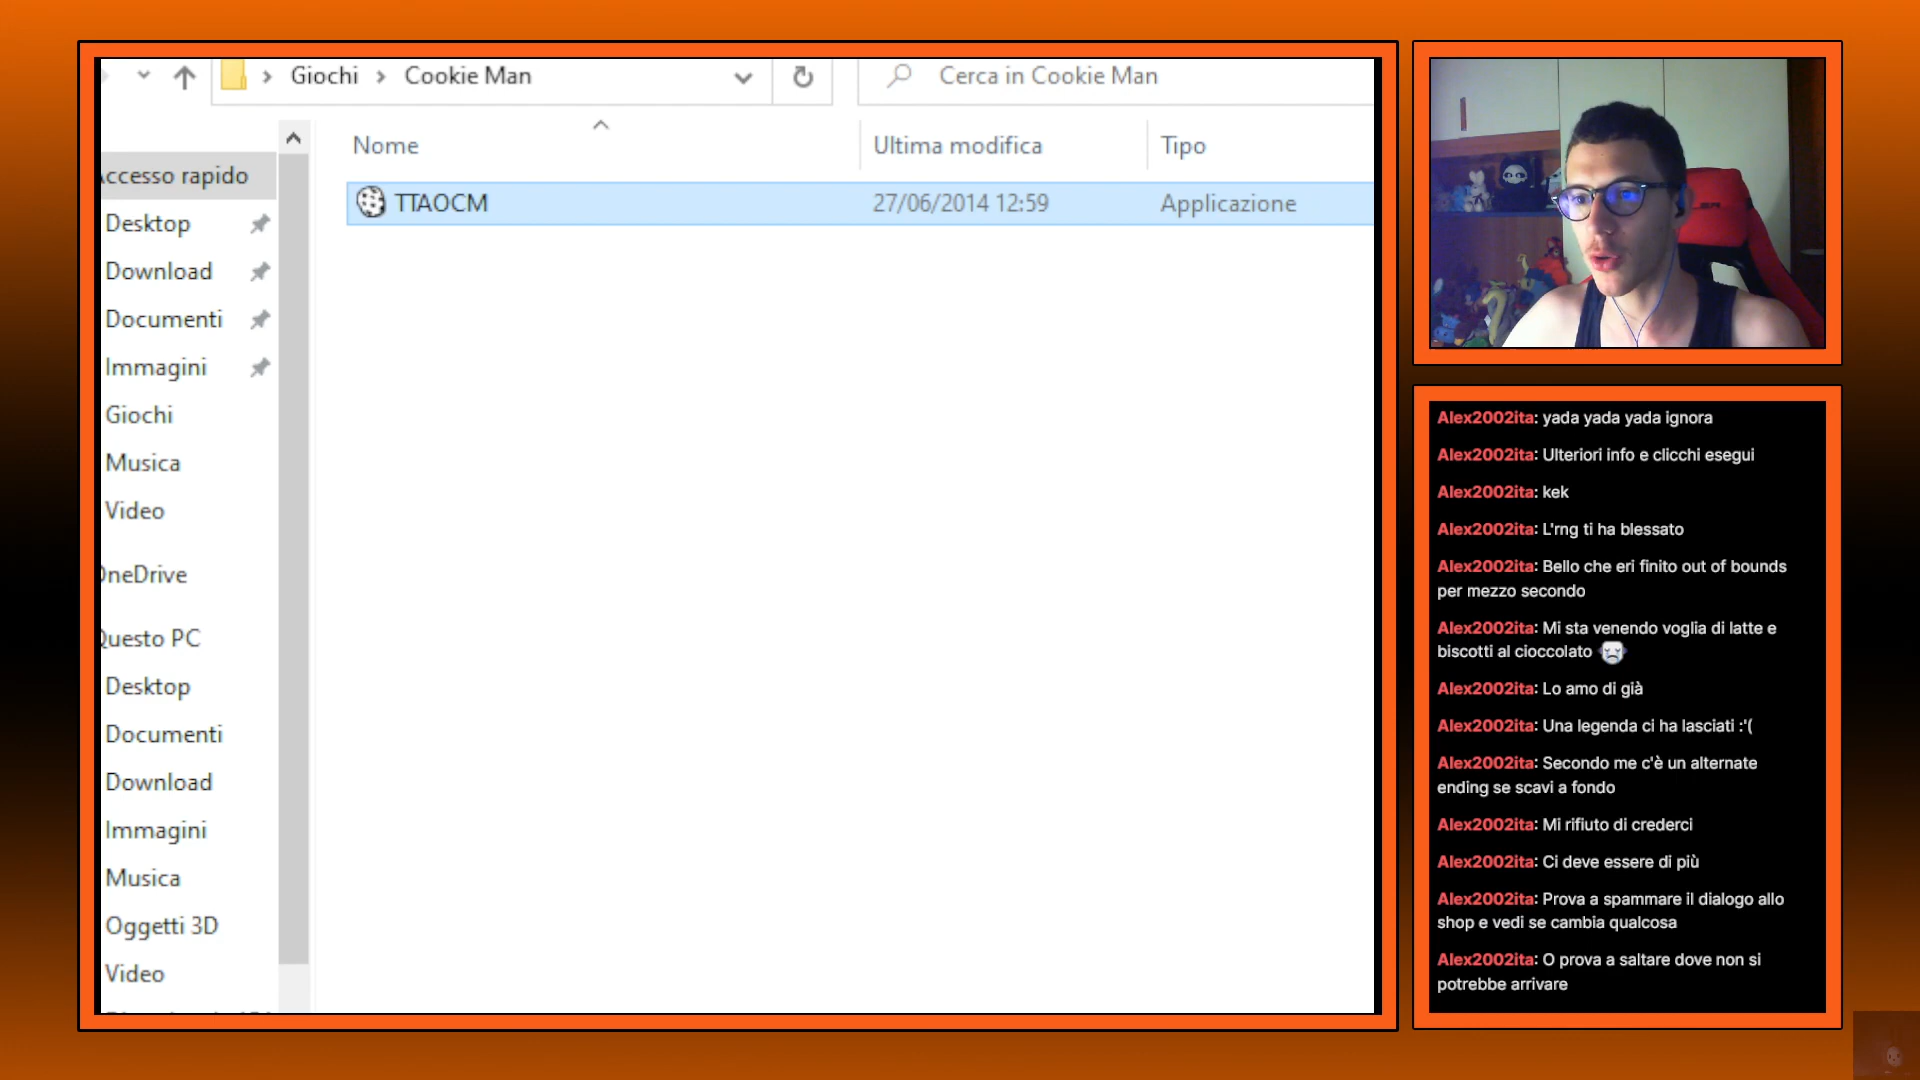 Giochi > Cookie Man
Cerca in Cookie Man
Nome
Ultima modifica
Tipo
TTAOCM
27/06/2014 12:59
Applicazione
ccesso rapido
Desktop
Download
Documenti
Immagini
Giochi
Musica
Video
OneDrive
Questo PC
Desktop
Documenti
Download
Immagini
Musica
Oggetti 3D
Video
Alex2002ita: yada yada yada ignora
Alex2002ita: Ulteriori info e clicchi esegui
Alex2002ita: kek
Alex2002ita: L'rng ti ha blessato
Alex2002ita: Bello che eri finito out of bounds
per mezzo secondo
Alex2002ita: Mi sta venendo voglia di latte e
biscotti al cioccolato
Alex2002ita: Lo amo di già
Alex2002ita: Una legenda ci ha lasciati :'(
Alex2002ita: Secondo me c'è un alternate
ending se scavi a fondo
Alex2002ita: Mi rifiuto di crederci
Alex2002ita: Ci deve essere di più
Alex2002ita: Prova a spammare il dialogo allo
shop e vedi se cambia qualcosa
Alex2002ita: O prova a saltare dove non si
potrebbe arrivare